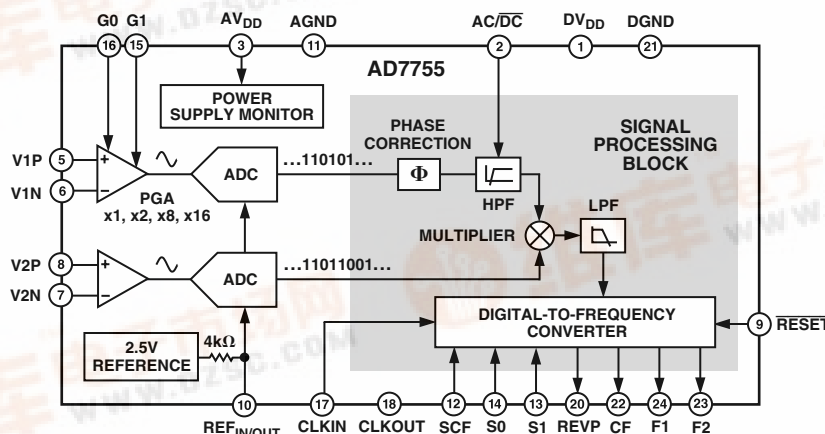 G0 G1 AVDD AGND AC/DC DVDD DGND
16 15 3 11 2 1 21
AD7755
POWER
SUPPLY MONITOR
PHASE
CORRECTION
SIGNAL
PROCESSING
BLOCK
V1P 5 +
V1N 6 −
PGA
x1, x2, x8, x16
ADC
...110101...
Φ
HPF
MULTIPLIER
LPF
V2P 8 +
V2N 7 −
ADC
...11011001...
DIGITAL-TO-FREQUENCY
CONVERTER
9 RESET
2.5V
REFERENCE
4kΩ
10 17 18 12 14 13 20 22 24 23
REFIN/OUT CLKIN CLKOUT SCF S0 S1 REVP CF F1 F2